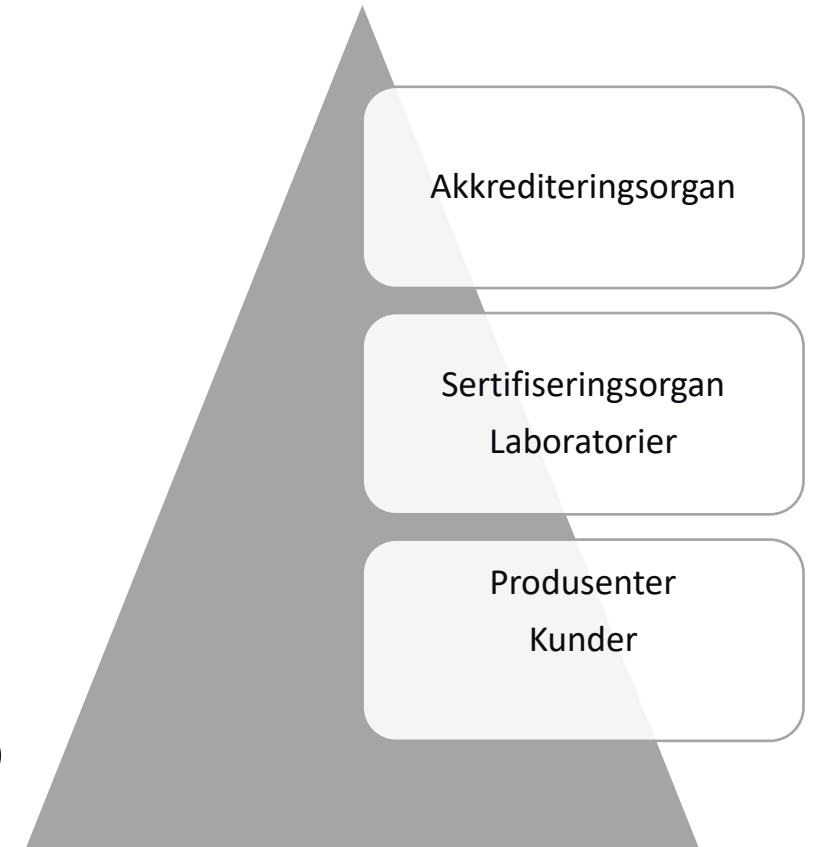 Akkrediteringsorgan
Sertifiseringsorgan
Laboratorier
Produsenter
Kunder
)